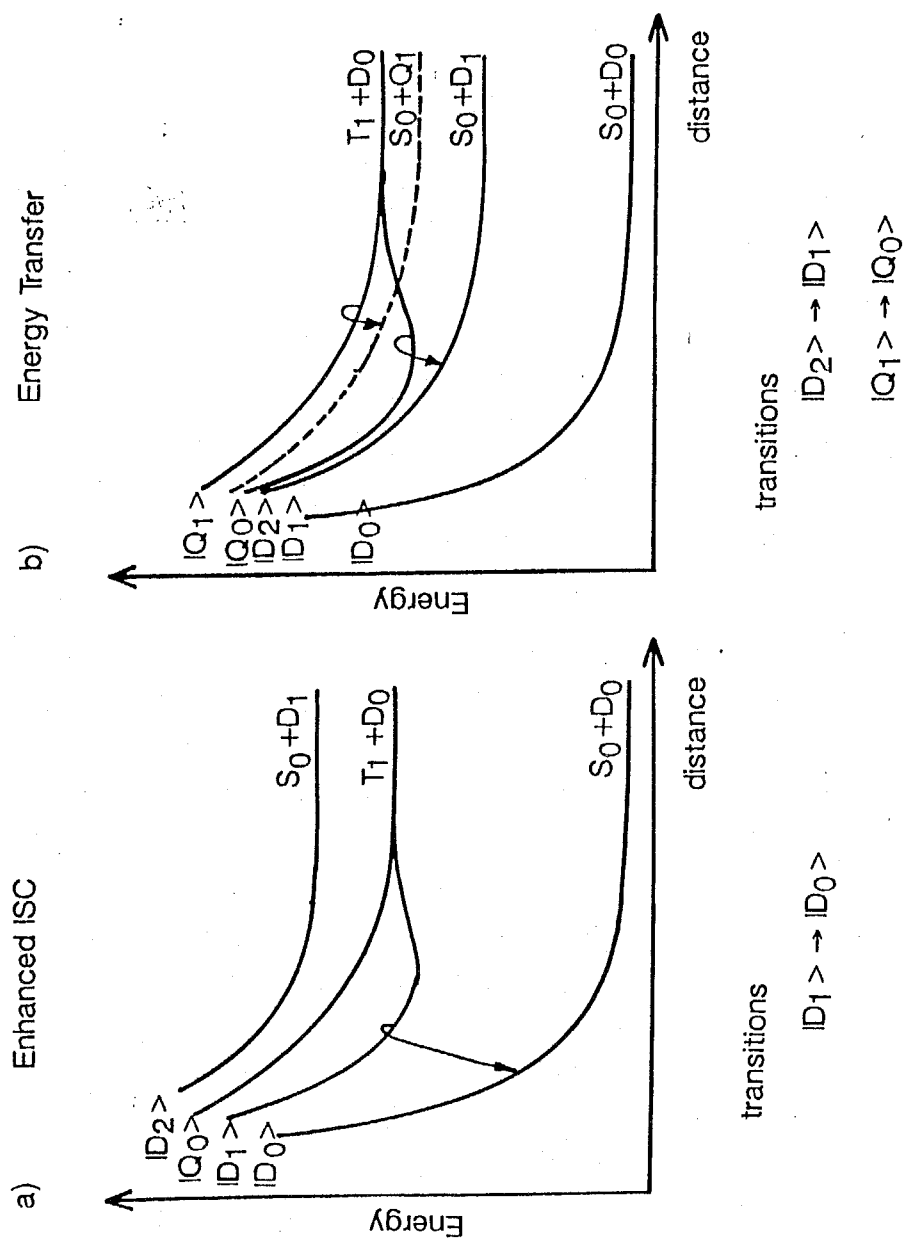 a) Enhanced ISC
Energy
|D2>
|Q0>
|D1>
|D0>
S0+D1
T1+D0
S0+D0
distance
transitions
|D1> → |D0>
b) Energy Transfer
Energy
|Q1>
|Q0>
|D2>
|D1>
|D0>
T1+D0
S0+Q1
S0+D1
S0+D0
distance
transitions
|D2> → |D1>
|Q1> → |Q0>